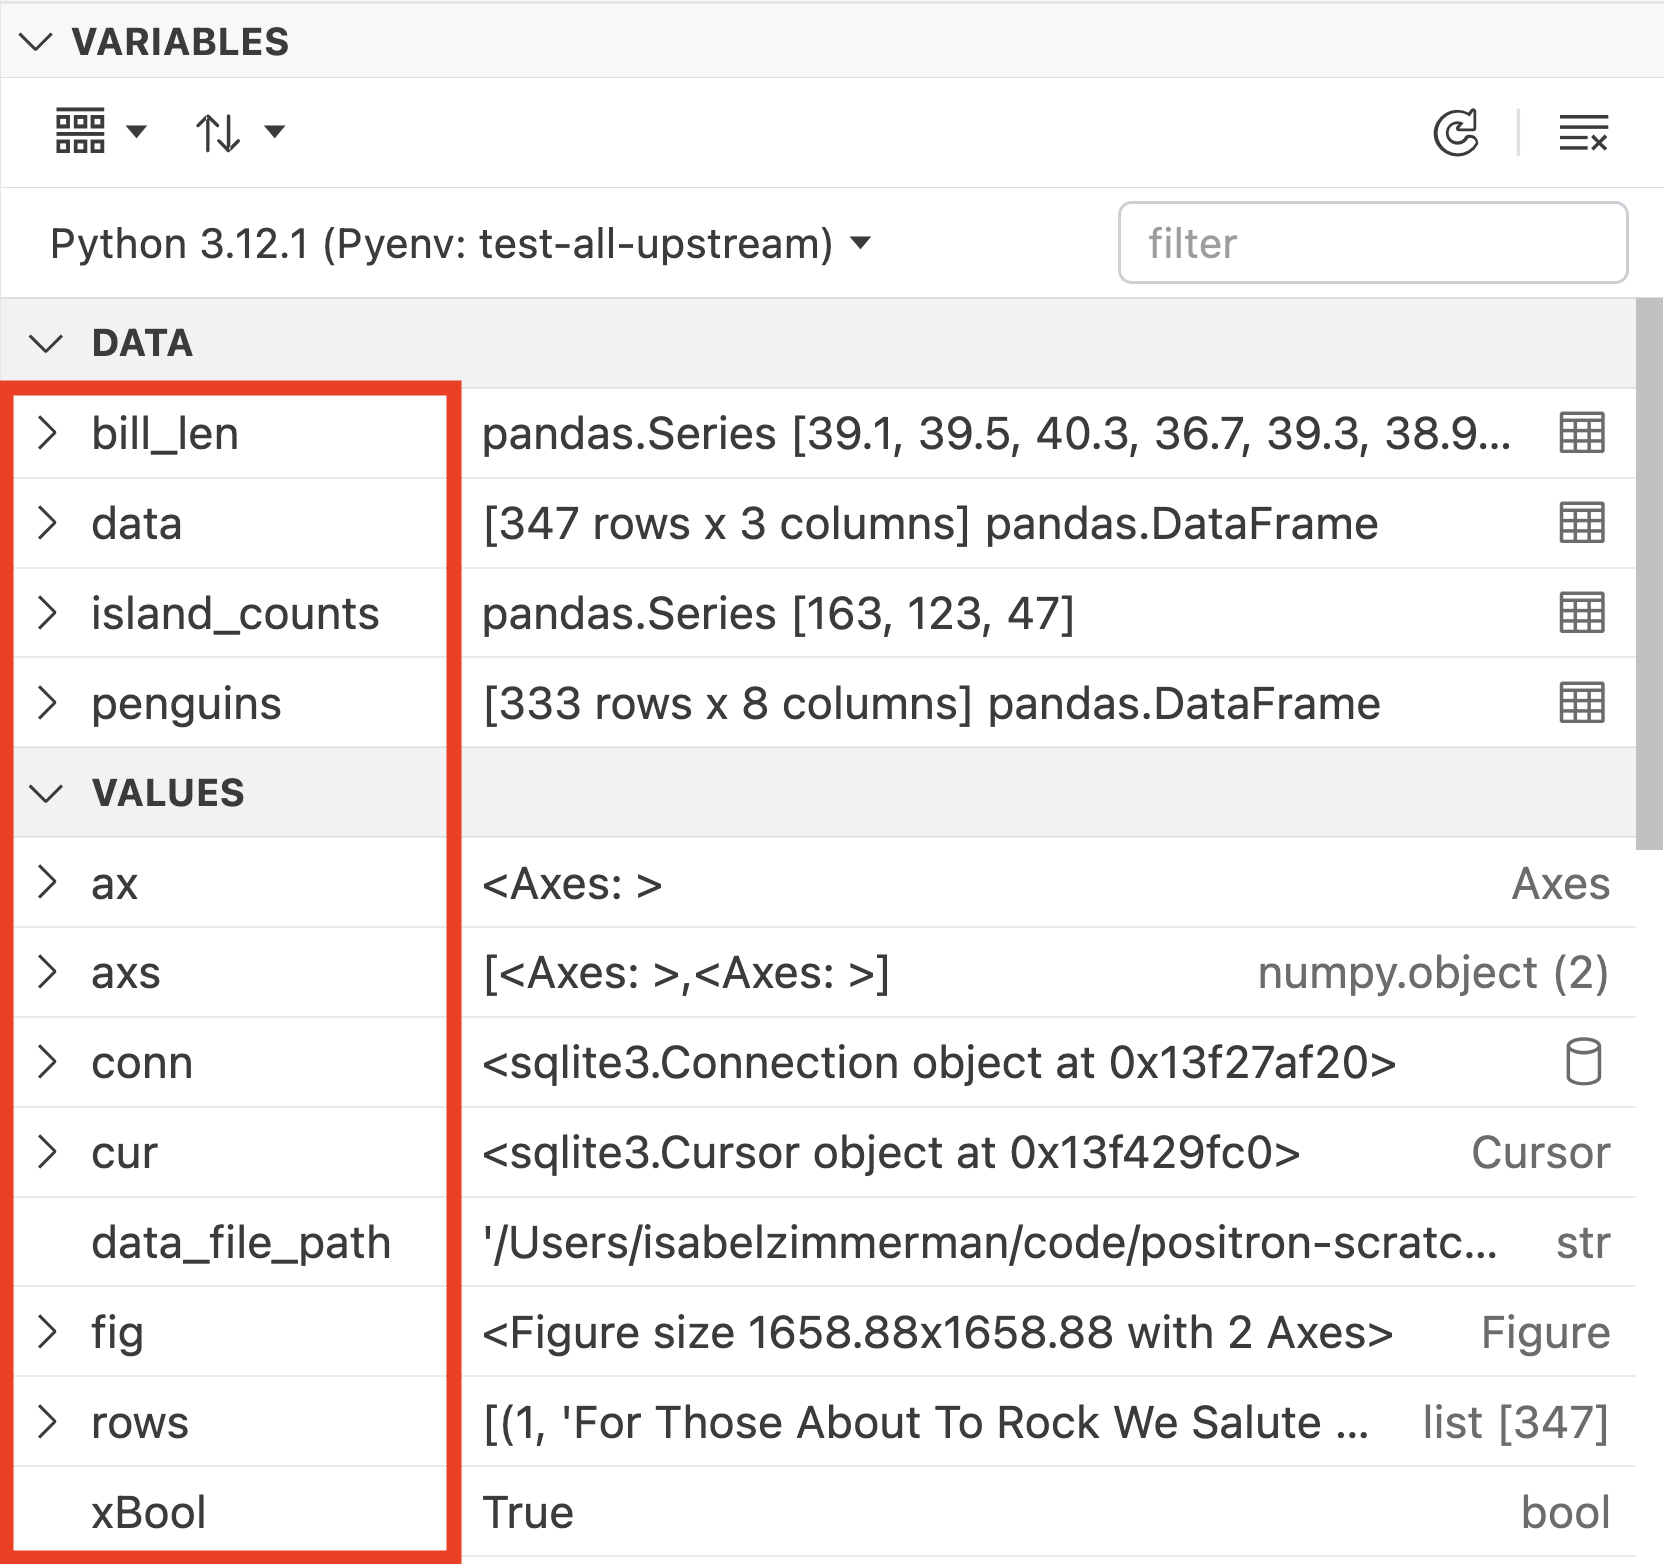 VARIABLES
Python 3.12.1 (Pyenv: test-all-upstream)
filter
DATA
bill_len pandas.Series [39.1, 39.5, 40.3, 36.7, 39.3, 38.9...
data [347 rows x 3 columns] pandas.DataFrame
island_counts pandas.Series [163, 123, 47]
penguins [333 rows x 8 columns] pandas.DataFrame
VALUES
ax <Axes: > Axes
axs [<Axes: >,<Axes: >] numpy.object (2)
conn <sqlite3.Connection object at 0x13f27af20>
cur <sqlite3.Cursor object at 0x13f429fc0> Cursor
data_file_path '/Users/isabelzimmerman/code/positron-scratc... str
fig <Figure size 1658.88x1658.88 with 2 Axes> Figure
rows [(1, 'For Those About To Rock We Salute ... list [347]
xBool True bool